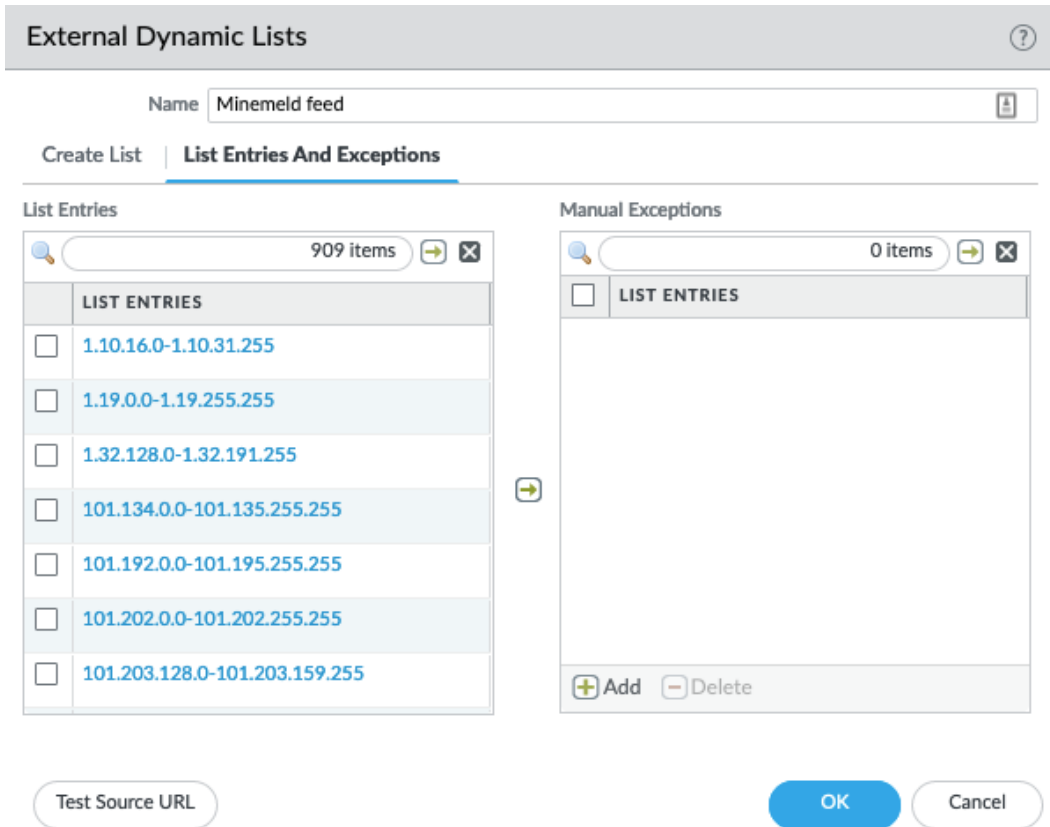 External Dynamic Lists
?
Name Minemeld feed
Create List List Entries And Exceptions
List Entries
909 items
LIST ENTRIES
1.10.16.0-1.10.31.255
1.19.0.0-1.19.255.255
1.32.128.0-1.32.191.255
101.134.0.0-101.135.255.255
101.192.0.0-101.195.255.255
101.202.0.0-101.202.255.255
101.203.128.0-101.203.159.255
Manual Exceptions
0 items
LIST ENTRIES
Add Delete
Test Source URL OK Cancel